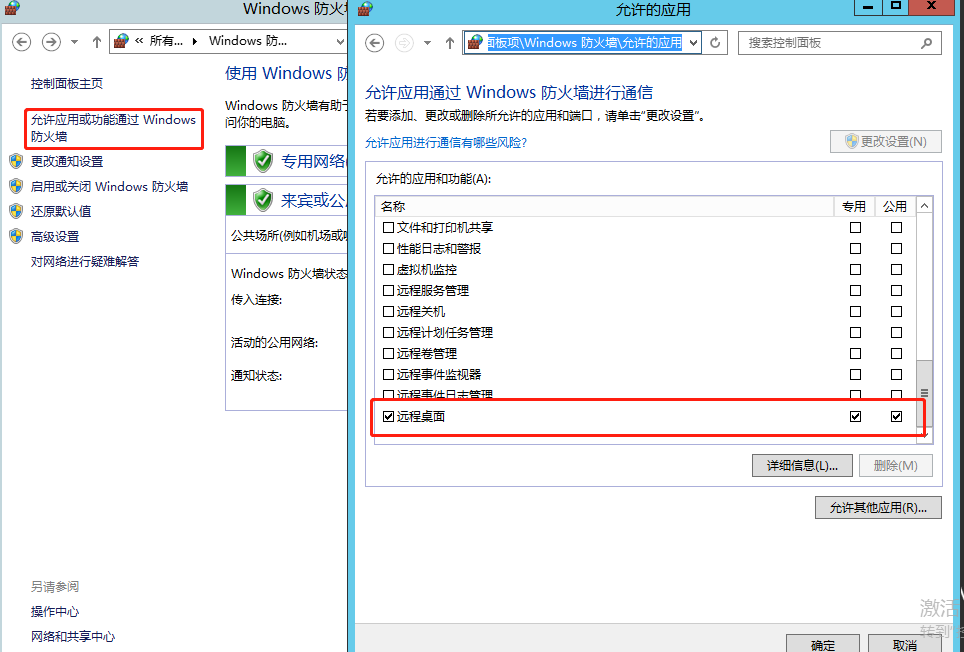 Windows 防火
« 所有... ▸ Windows 防...
控制面板主页
允许应用或功能通过 Windows
防火墙
更改通知设置
启用或关闭 Windows 防火墙
还原默认值
高级设置
对网络进行疑难解答
另请参阅
操作中心
网络和共享中心
使用 Windows 防
Windows 防火墙有助于
问你的电脑。
专用网络
来宾或公
公共场所(例如机场或
Windows 防火墙状态
传入连接:
活动的公用网络:
通知状态:
允许的应用
面板项\Windows 防火墙\允许的应用
搜索控制面板
允许应用通过 Windows 防火墙进行通信
若要添加、更改或删除所允许的应用和端口，请单击"更改设置"。
允许应用进行通信有哪些风险?
更改设置(N)
允许的应用和功能(A):
名称 专用 公用
文件和打印机共享
性能日志和警报
虚拟机监控
远程服务管理
远程关机
远程计划任务管理
远程卷管理
远程事件监视器
远程事件日志管理
远程桌面
详细信息(L)...
删除(M)
允许其他应用(R)...
激活
转到
确定
取消